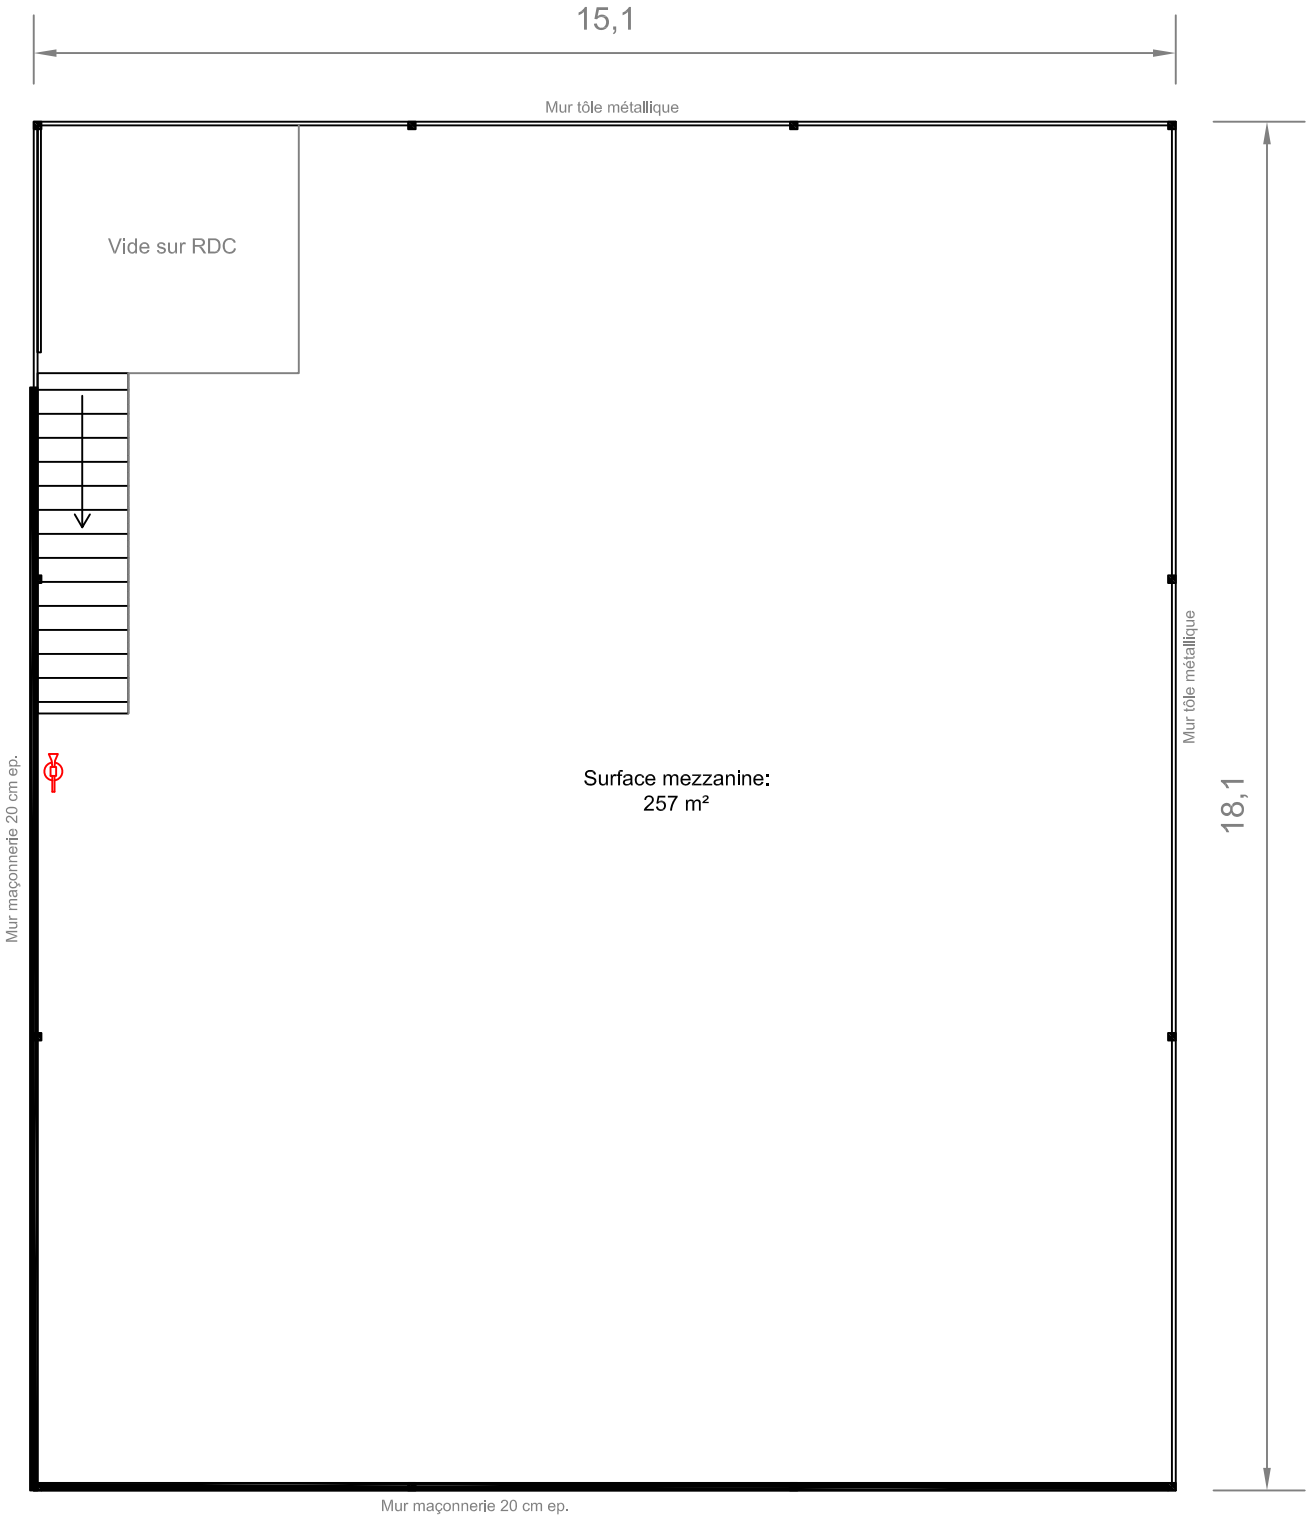 15,1
Mur tôle métallique
Vide sur RDC
Mur tôle métallique
Mur maçonnerie 20 cm ep.
Surface mezzanine:
257 m²
18,1
Mur maçonnerie 20 cm ep.